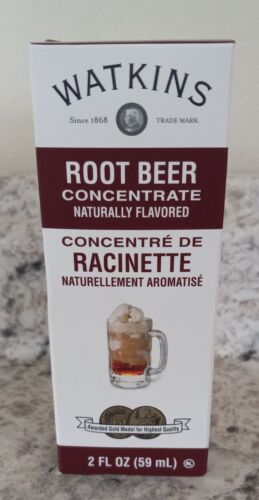 WATKINS
Since 1868 TRADE MARK
ROOT BEER
CONCENTRATE
NATURALLY FLAVORED
CONCENTRÉ DE
RACINETTE
NATURELLEMENT AROMATISÉ
Awarded Gold Medal for Highest Quality
2 FL OZ (59 mL) K